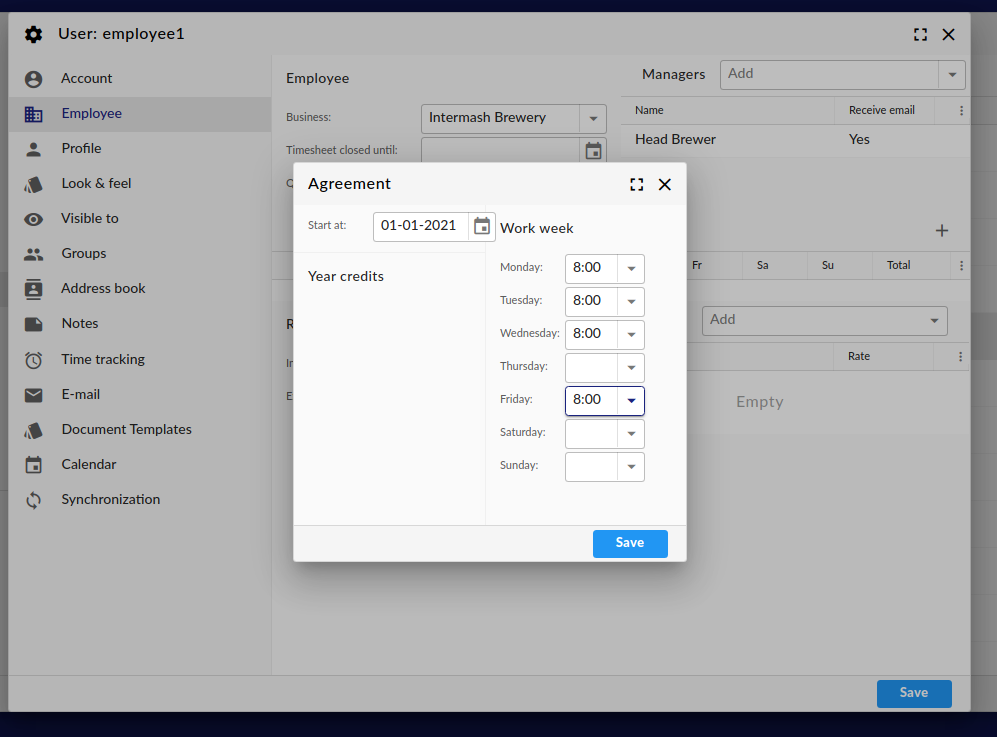 User: employee1
Account
Employee
Profile
Look & feel
Visible to
Groups
Address book
Notes
Time tracking
E-mail
Document Templates
Calendar
Synchronization
Employee
Business: Intermash Brewery
Timesheet closed until:
Managers Add
Name Receive email
Head Brewer Yes
Fr Sa Su Total
Add
Rate
Empty
Agreement
Start at: 01-01-2021
Year credits
Work week
Monday: 8:00
Tuesday: 8:00
Wednesday: 8:00
Thursday:
Friday: 8:00
Saturday:
Sunday:
Save
Save